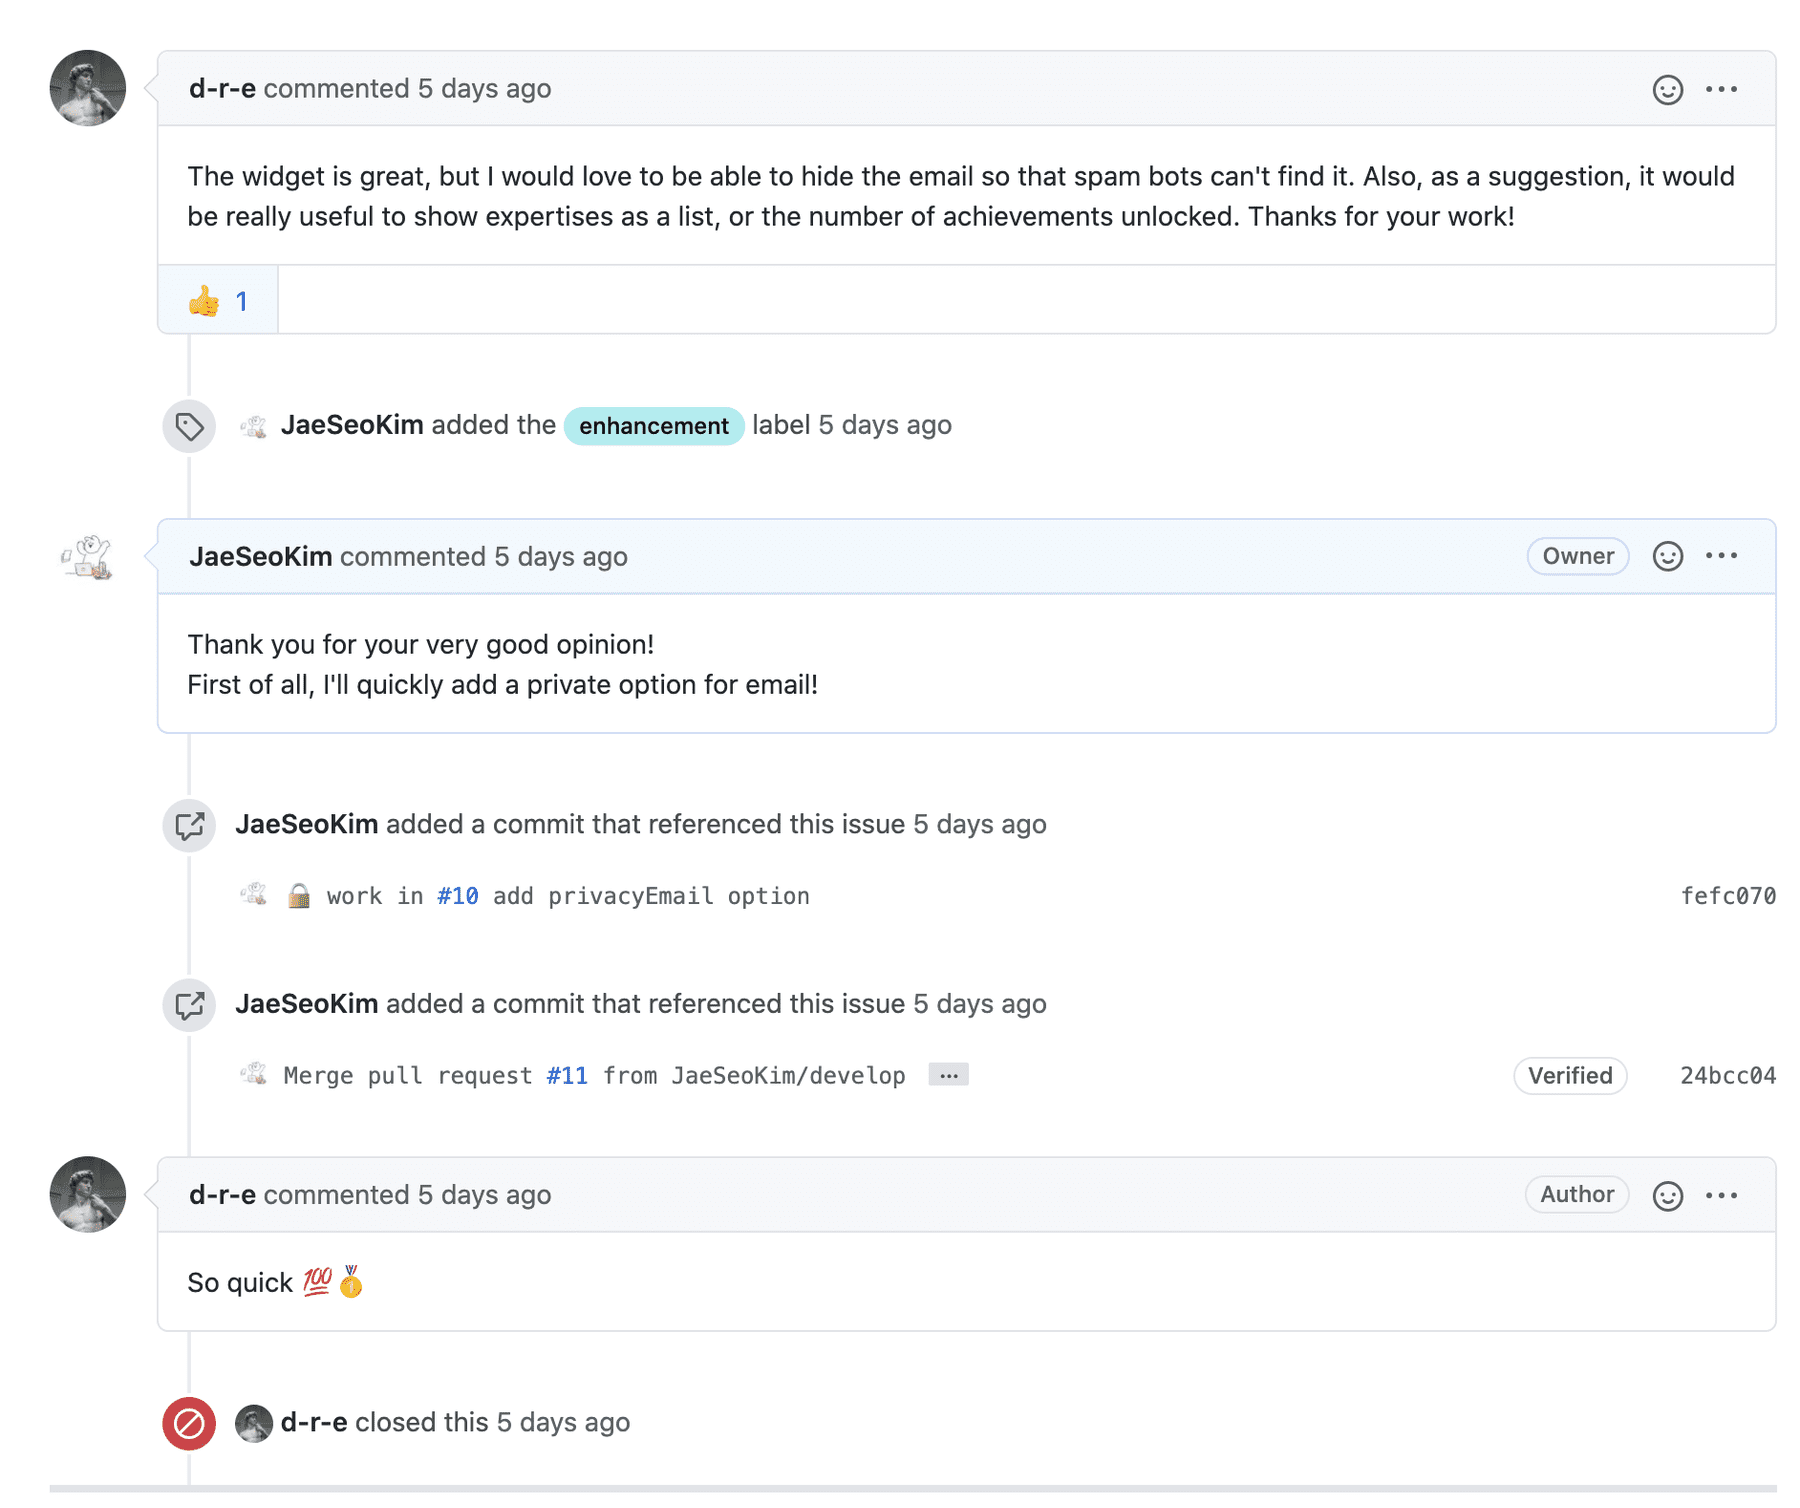 d-r-e commented 5 days ago
The widget is great, but I would love to be able to hide the email so that spam bots can't find it. Also, as a suggestion, it would
be really useful to show expertises as a list, or the number of achievements unlocked. Thanks for your work!
👍 1
JaeSeoKim added the enhancement label 5 days ago
JaeSeoKim commented 5 days ago Owner
Thank you for your very good opinion!
First of all, I'll quickly add a private option for email!
JaeSeoKim added a commit that referenced this issue 5 days ago
🔒 work in #10 add privacyEmail option fefc070
JaeSeoKim added a commit that referenced this issue 5 days ago
Merge pull request #11 from JaeSeoKim/develop ... Verified 24bcc04
d-r-e commented 5 days ago Author
So quick 💯🥇
d-r-e closed this 5 days ago